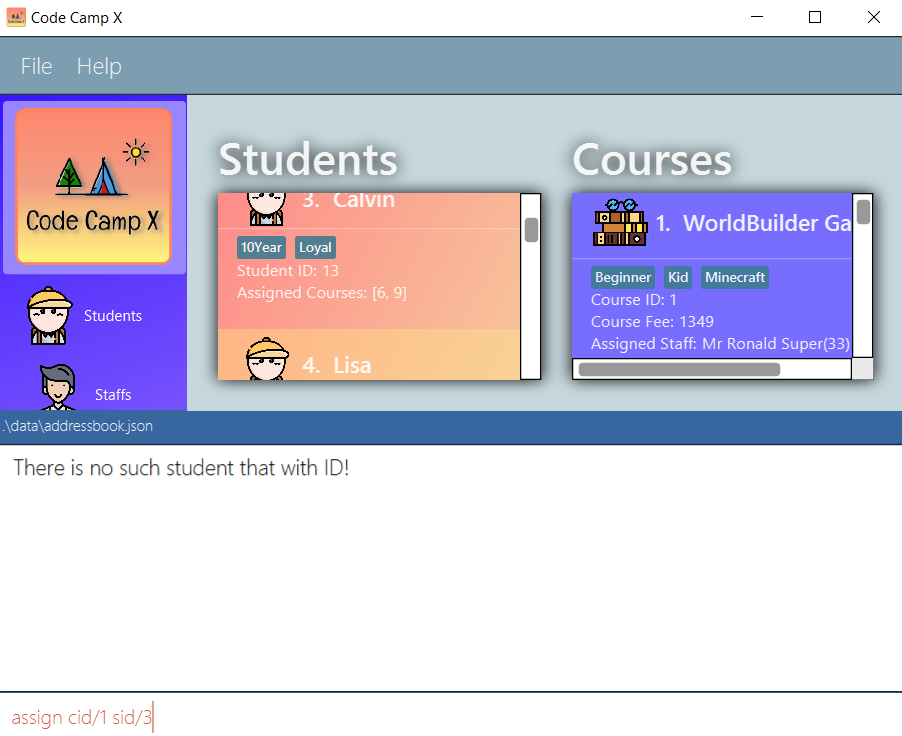 Code Camp X
File Help
Code Camp X
Students
Staffs
Students
3. Calvin
10Year Loyal
Student ID: 13
Assigned Courses: [6, 9]
4. Lisa
Courses
1. WorldBuilder Ga
Beginner Kid Minecraft
Course ID: 1
Course Fee: 1349
Assigned Staff: Mr Ronald Super(33)
.\data\addressbook.json
There is no such student that with ID!
assign cid/1 sid/3